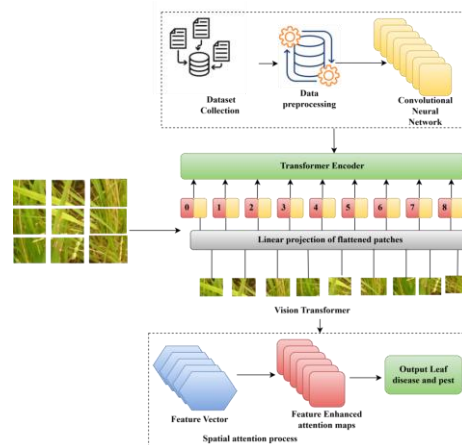 Dataset
Collection
Data
preprocessing
Convolutional
Neural
Network
Transformer Encoder
0 1 2 3 4 5 6 7 8
Linear projection of flattened patches
Vision Transformer
Feature Vector
Feature Enhanced
attention maps
Output Leaf
disease and pest
Spatial attention process